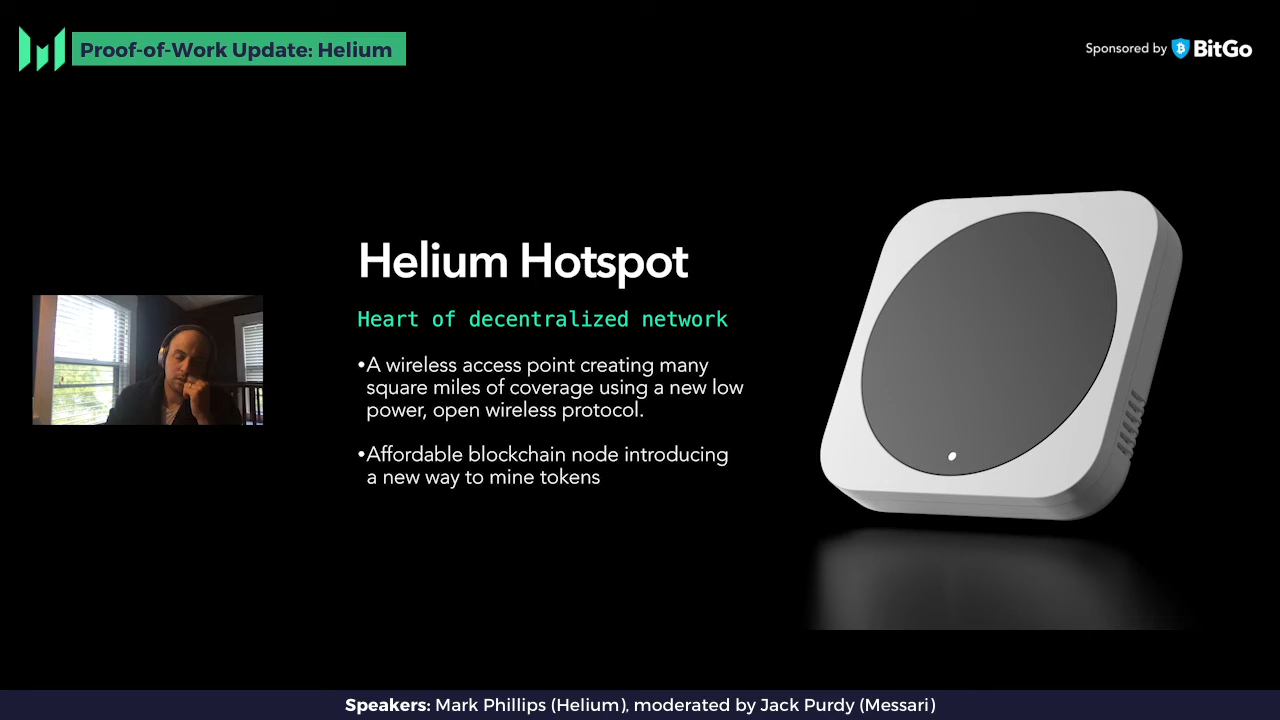 Proof-of-Work Update: Helium
Sponsored by BitGo
Helium Hotspot
Heart of decentralized network
•A wireless access point creating many
square miles of coverage using a new low
power, open wireless protocol.
•Affordable blockchain node introducing
a new way to mine tokens
Speakers: Mark Phillips (Helium), moderated by Jack Purdy (Messari)